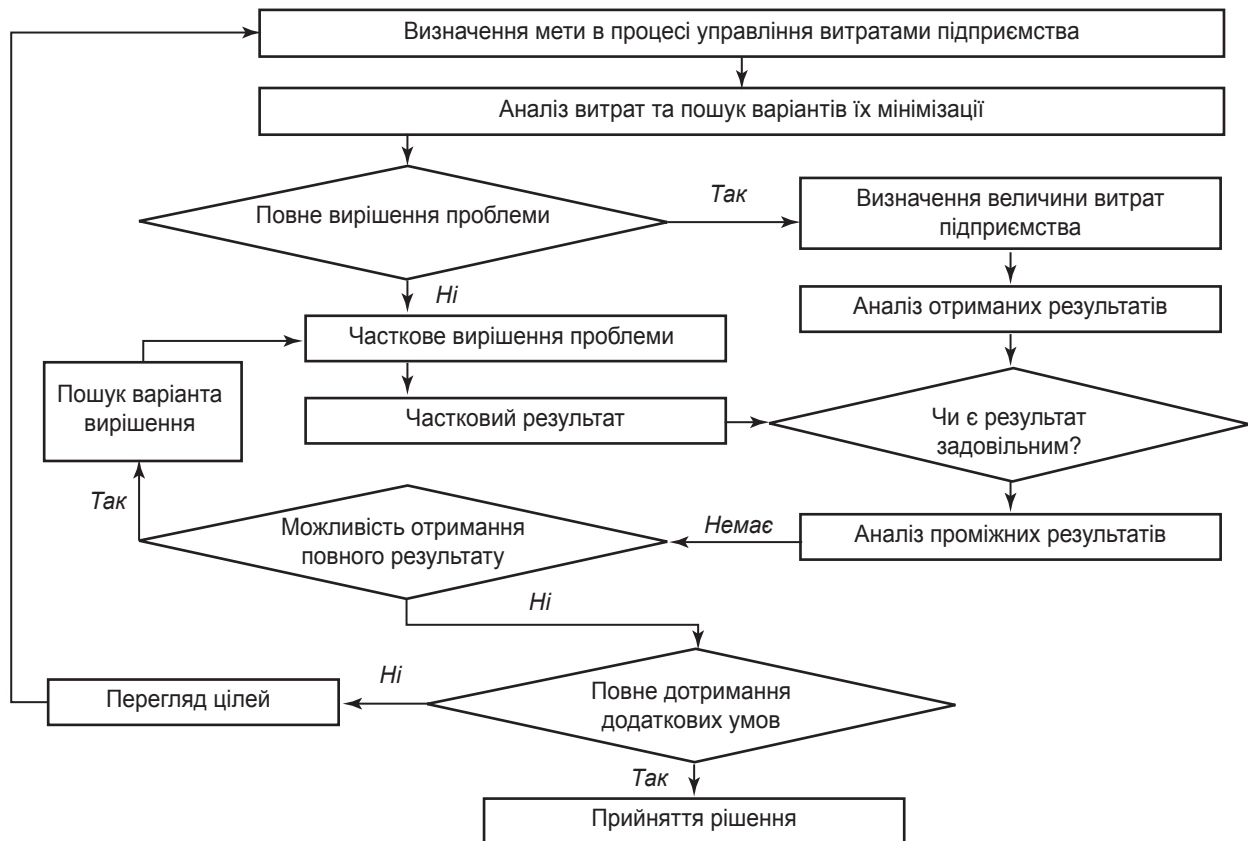 Визначення мети в процесі управління витратами підприємства
Аналіз витрат та пошук варіантів їх мінімізації
Повне вирішення проблеми
Так
Визначення величини витрат
підприємства
Ні
Аналіз отриманих результатів
Часткове вирішення проблеми
Пошук варіанта
вирішення
Частковий результат
Чи є результат
задовільним?
Так
Можливість отримання
повного результату
Немає
Аналіз проміжних результатів
Ні
Ні
Перегляд цілей
Повне дотримання
додаткових умов
Так
Прийняття рішення